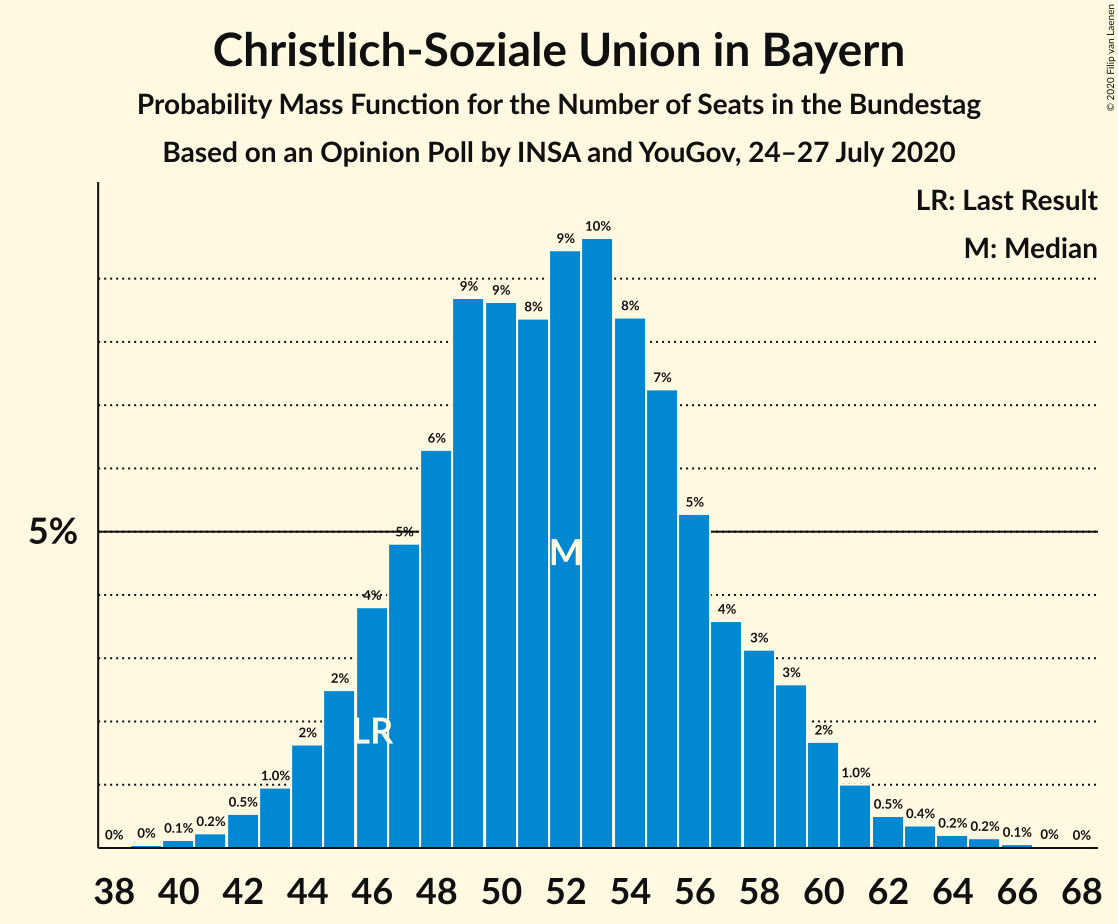 Christlich-Soziale Union in Bayern
Probability Mass Function for the Number of Seats in the Bundestag
Based on an Opinion Poll by INSA and YouGov, 24–27 July 2020
© 2020 Filip van Laenen
LR: Last Result
M: Median
5%
0% 0% 0.1% 0.2% 0.5% 1.0% 2% 2% 4% 5% 6% 9% 9% 8% 9% 10% 8% 7% 5% 4% 3% 3% 2% 1.0% 0.5% 0.4% 0.2% 0.2% 0.1% 0% 0%
M
LR
38 40 42 44 46 48 50 52 54 56 58 60 62 64 66 68